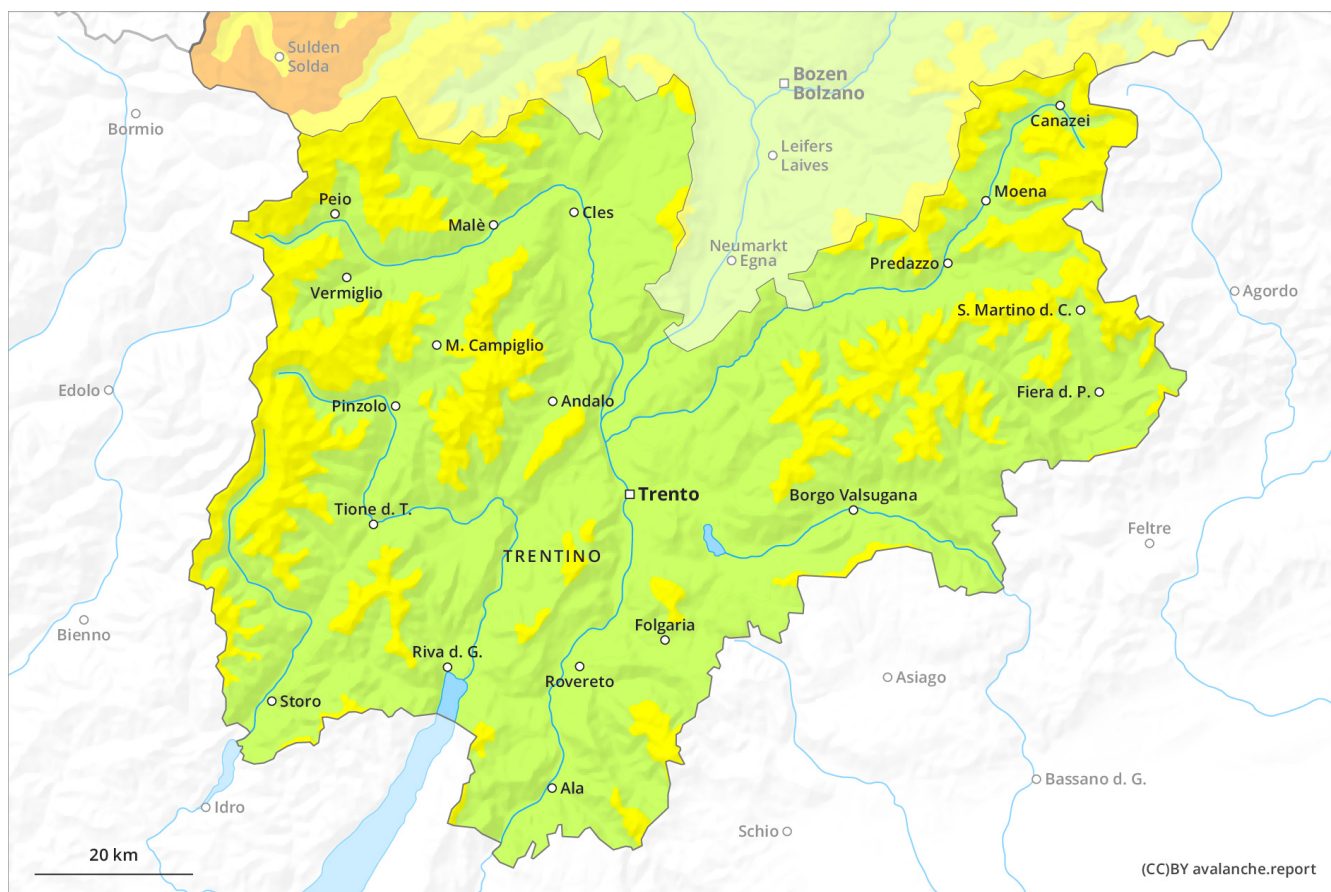 Sulden
Solda
Bozen
Bolzano
Bormio
Canazei
Leifers
Laives
Peio
Moena
Malè
Cles
Neumarkt
Egna
Predazzo
Vermiglio
Agordo
S. Martino d. C.
M. Campiglio
Edolo
Pinzolo
Andalo
Fiera d. P.
Trento
Borgo Valsugana
Tione d. T.
Feltre
TRENTINO
Bienno
Folgaria
Riva d. G.
Rovereto
Asiago
Storo
Bassano d. G.
Ala
Idro
Schio
20 km
(CC)BY avalanche.report